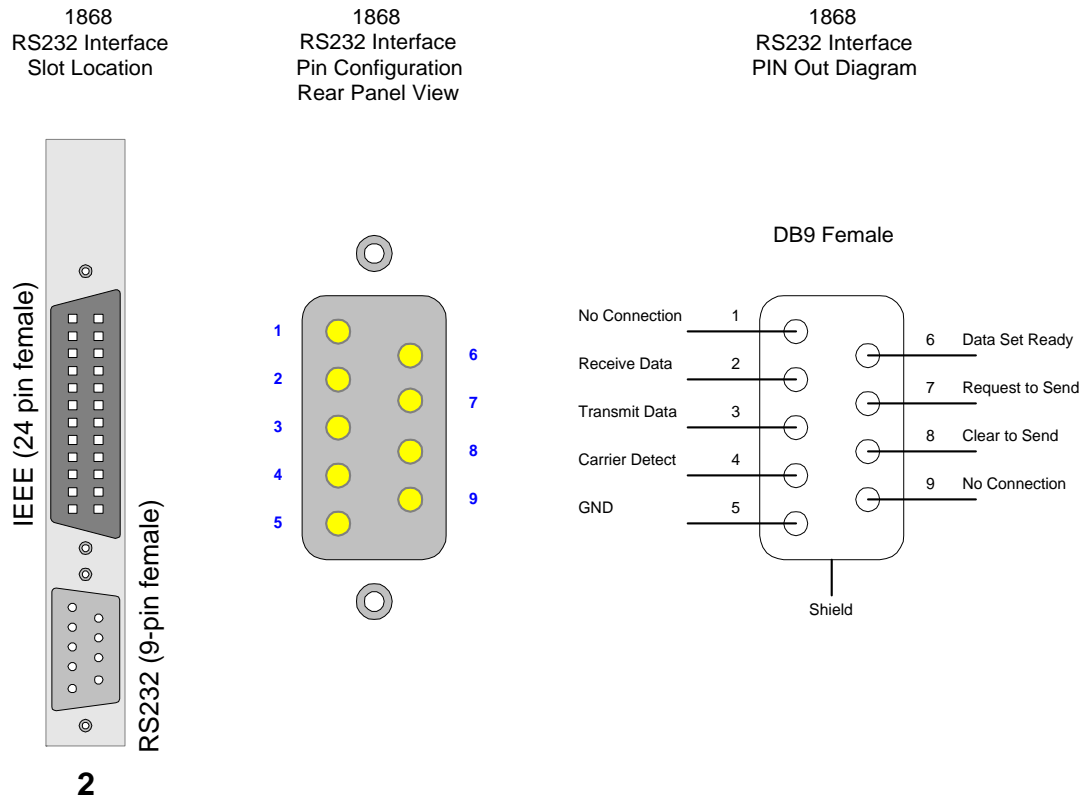 1868
RS232 Interface
Slot Location
1868
RS232 Interface
Pin Configuration
Rear Panel View
1868
RS232 Interface
PIN Out Diagram
IEEE (24 pin female)
RS232 (9-pin female)
2
1
2
3
4
5
6
7
8
9
DB9 Female
No Connection 1
Receive Data 2
Transmit Data 3
Carrier Detect 4
GND 5
6 Data Set Ready
7 Request to Send
8 Clear to Send
9 No Connection
Shield